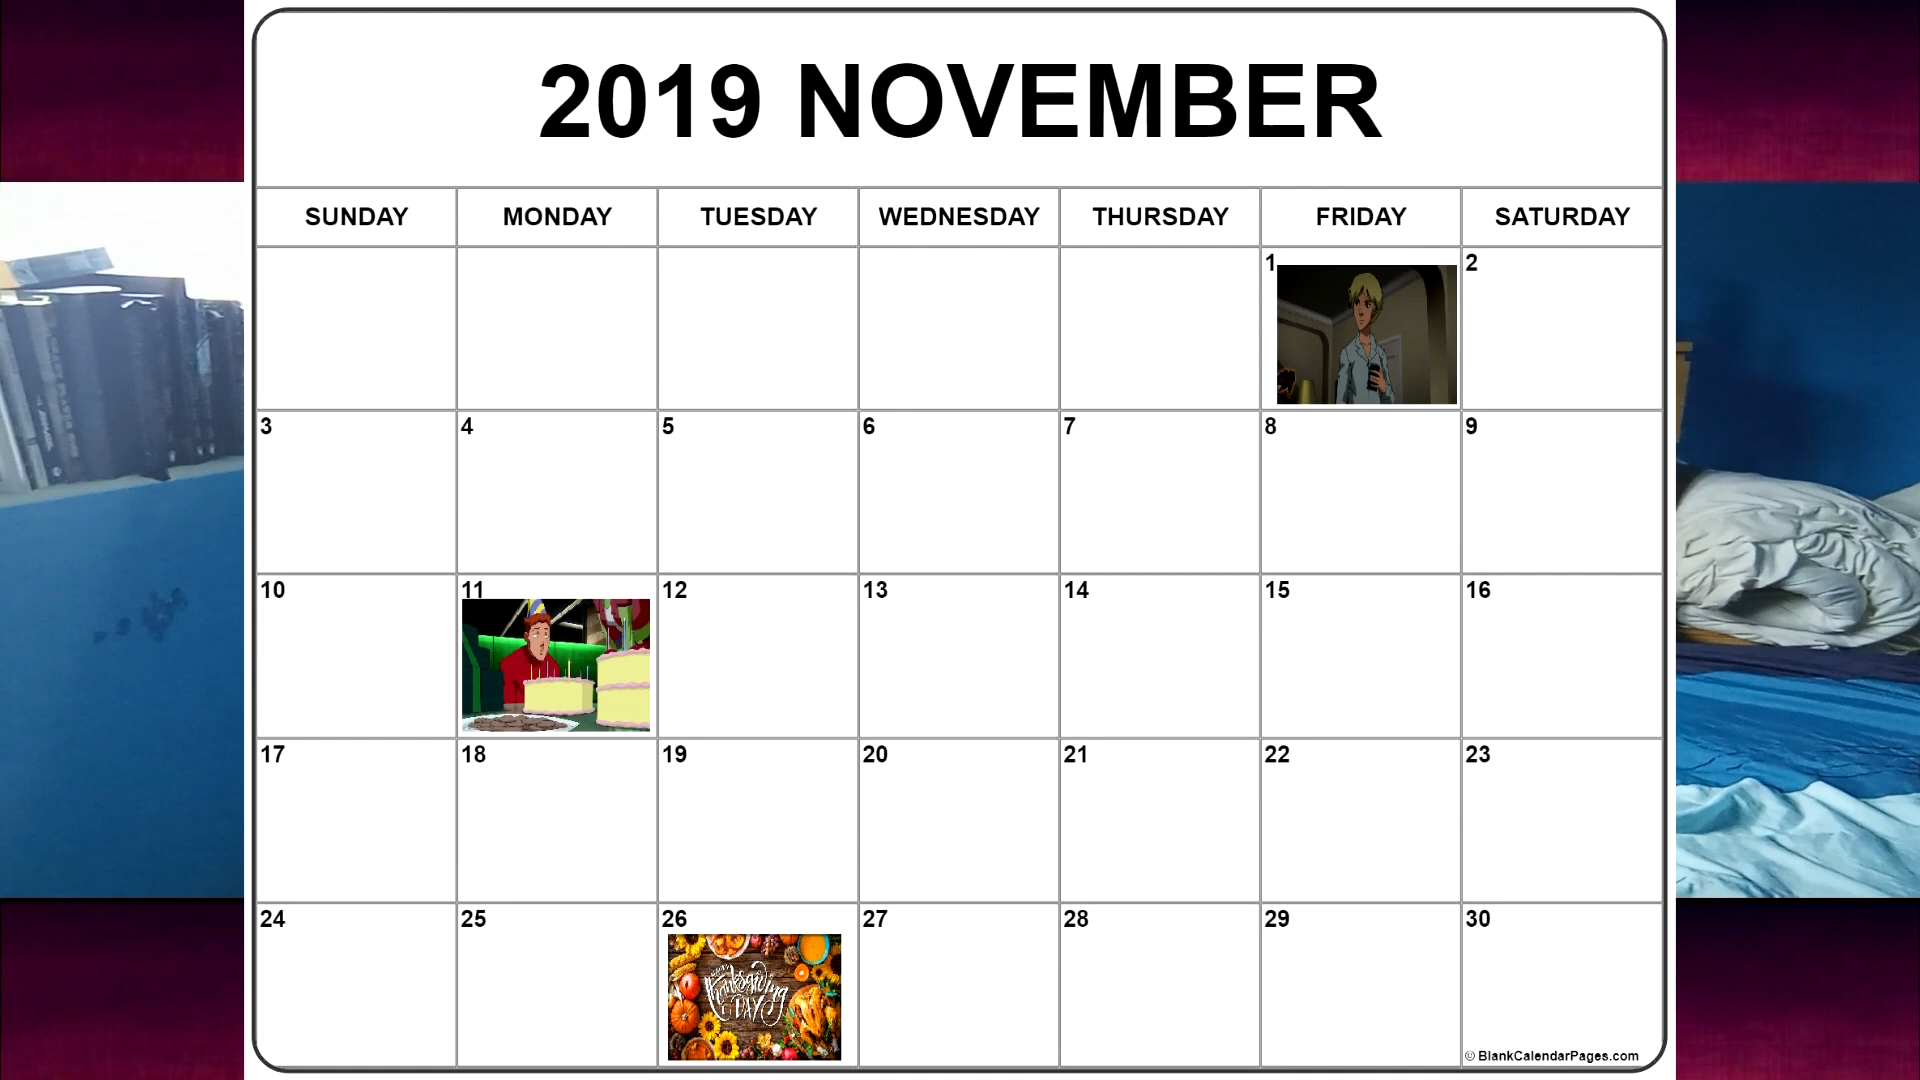 2019 NOVEMBER
SUNDAY MONDAY TUESDAY WEDNESDAY THURSDAY FRIDAY SATURDAY
1 2
3 4 5 6 7 8 9
10 11 12 13 14 15 16
17 18 19 20 21 22 23
24 25 26 27 28 29 30
Thanksgiving
DAY
© BlankCalendarPages.com